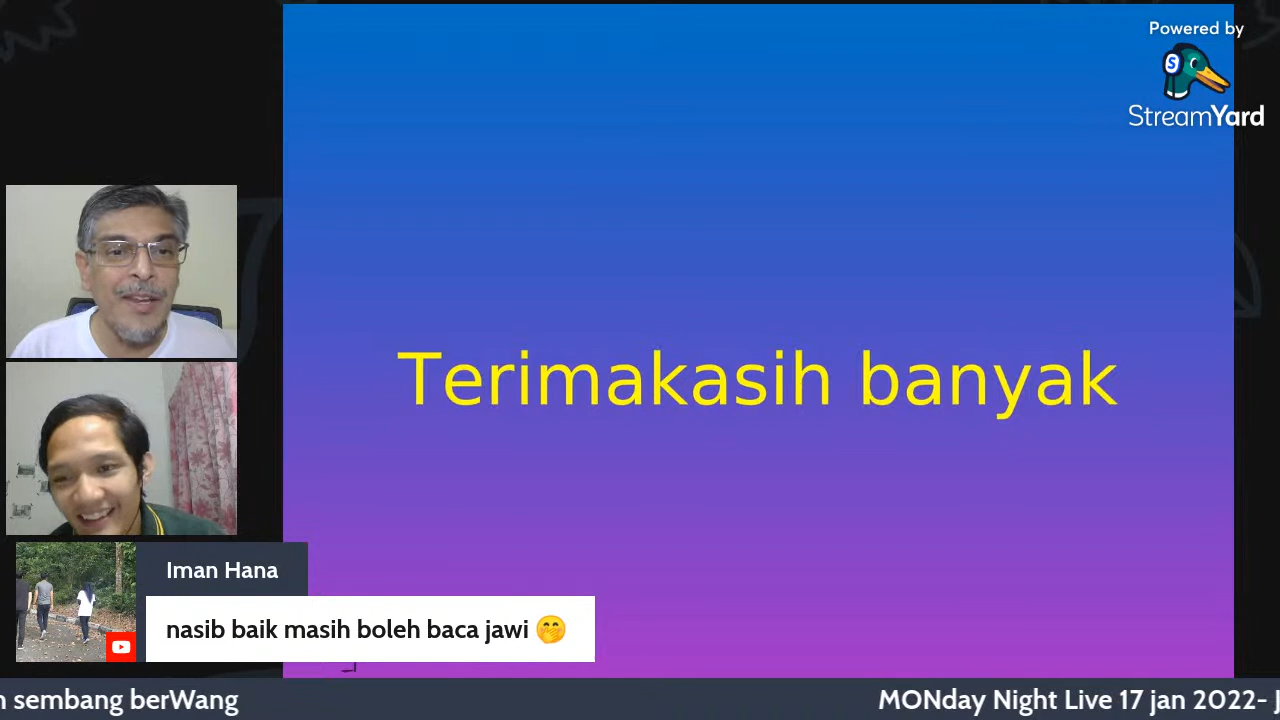 Powered by
StreamYard
Terimakasih banyak
Iman Hana
nasib baik masih boleh baca jawi 🤭
sembang berWang
MONday Night Live 17 jan 2022-